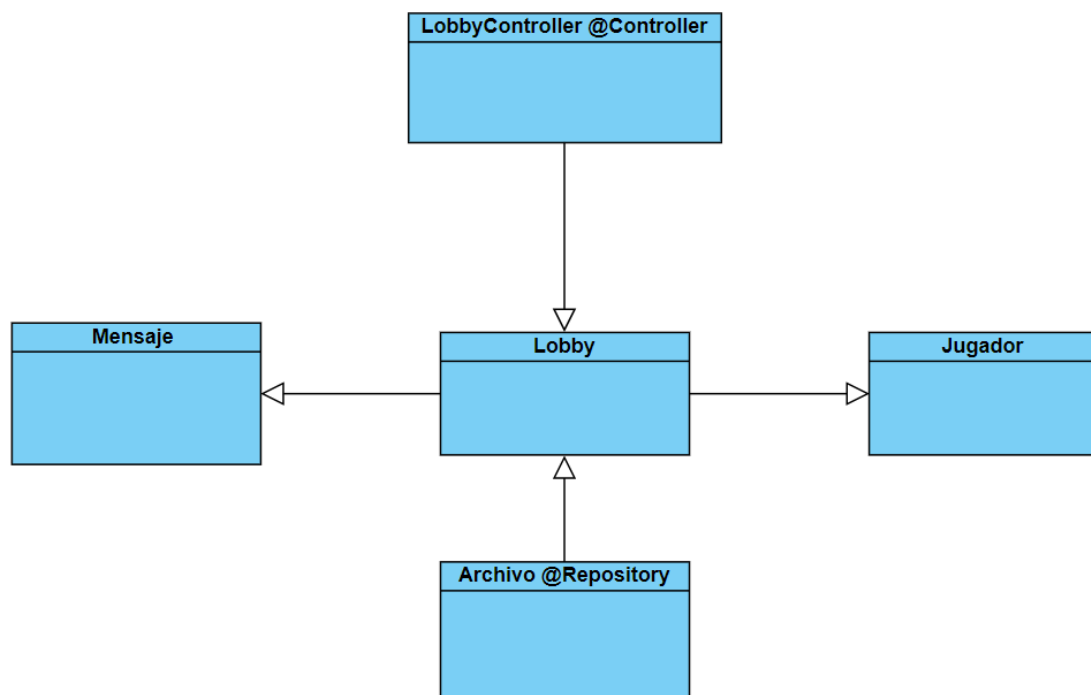 LobbyController @Controller
Mensaje
Lobby
Jugador
Archivo @Repository